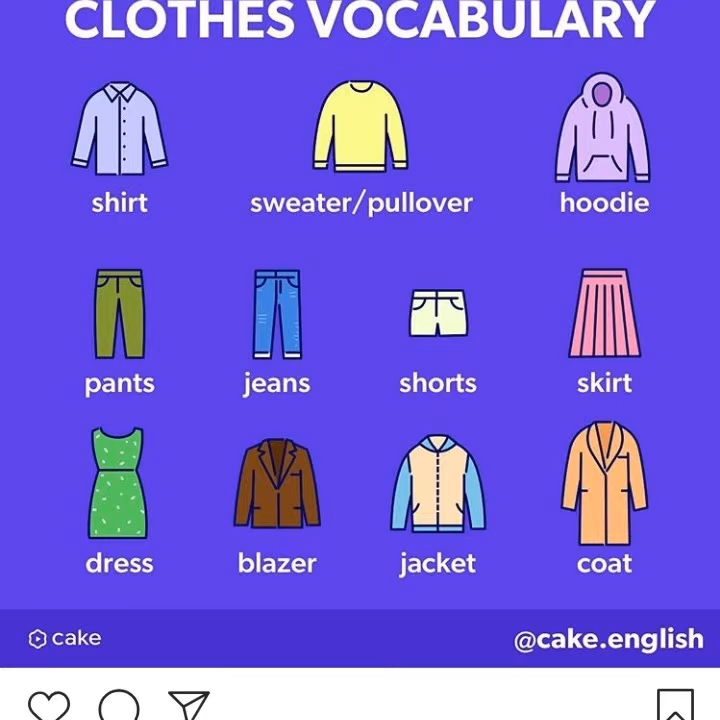 CLOTHES VOCABULARY
shirt
sweater/pullover
hoodie
pants
jeans
shorts
skirt
dress
blazer
jacket
coat
cake
@cake.english